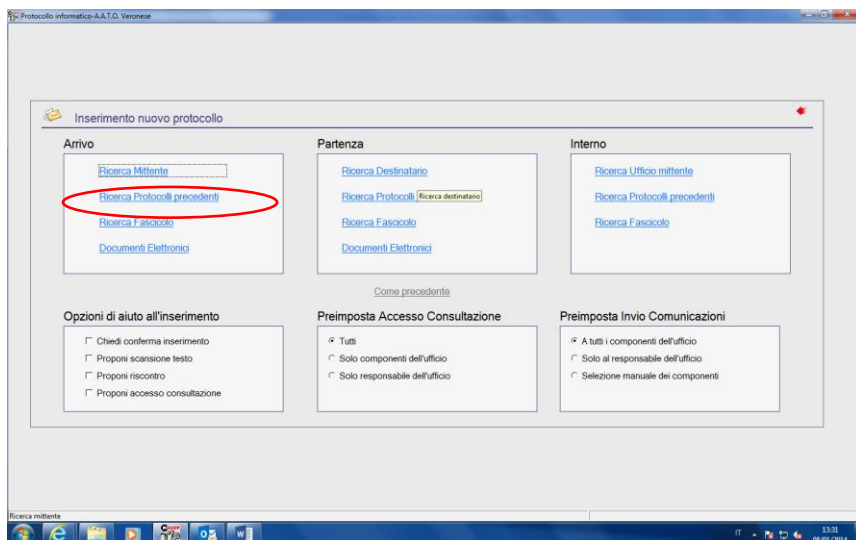 Protocollo informatico-A.A.T.O. Veronese
Inserimento nuovo protocollo
Arrivo
Ricerca Mittente
Ricerca Protocolli precedenti
Ricerca Fascicolo
Documenti Elettronici
Partenza
Ricerca Destinatario
Ricerca Protocolli
Ricerca destinatario
Ricerca Fascicolo
Documenti Elettronici
Interno
Ricerca Ufficio mittente
Ricerca Protocolli precedenti
Ricerca Fascicolo
Come precedente
Opzioni di aiuto all'inserimento
Chiedi conferma inserimento
Proponi scansione testo
Proponi riscontro
Proponi accesso consultazione
Preimposta Accesso Consultazione
Tutti
Solo componenti dell'ufficio
Solo responsabile dell'ufficio
Preimposta Invio Comunicazioni
A tutti i componenti dell'ufficio
Solo al responsabile dell'ufficio
Selezione manuale dei componenti
Ricerca mittente
IT
13:31